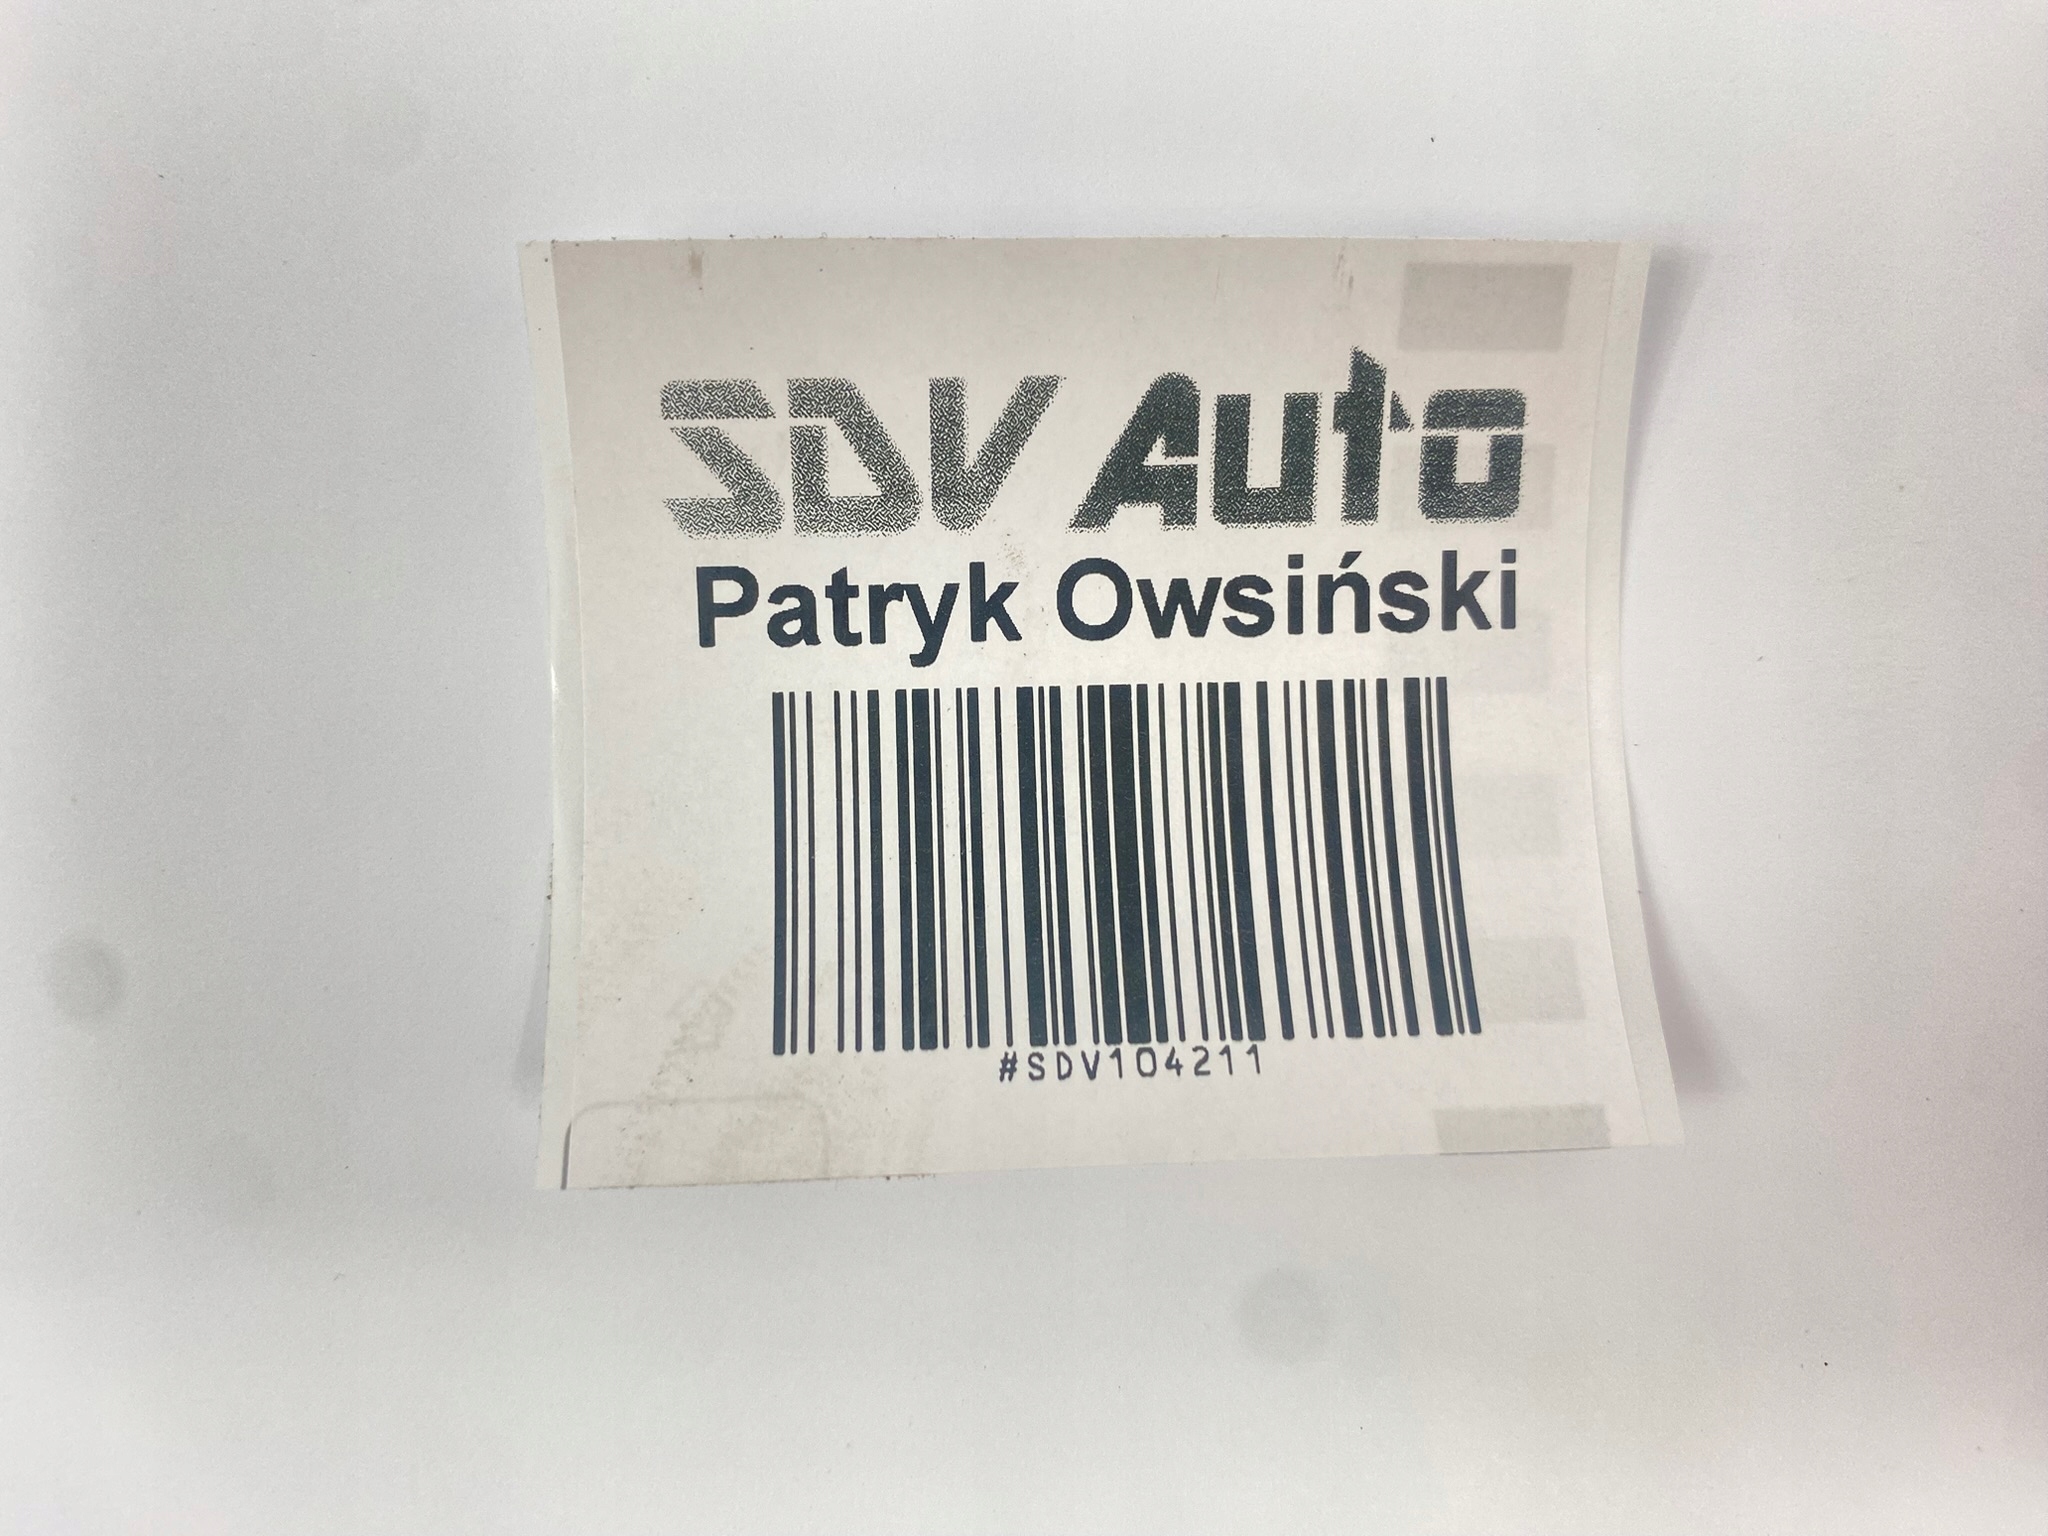 SDV Auto
Patryk Owsiński
#SDV104211